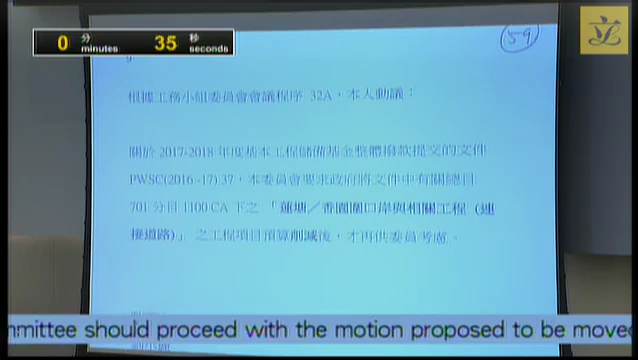 0 分 minutes 35 秒 seconds
59
根據工務小組委員會會議程序 32A，本人動議：
關於 2017-2018 年度基本工程儲備基金整體撥款提交的文件
PWSC(2016 -17) 37，本委員會要求政府將文件中有關總目
701 分目 1100 CA 下之 「蓮塘／香園圍口岸與相關工程 (連
接道路)」 之工程項目預算削減後，才再供委員考慮。
mmittee should proceed with the motion proposed to be move